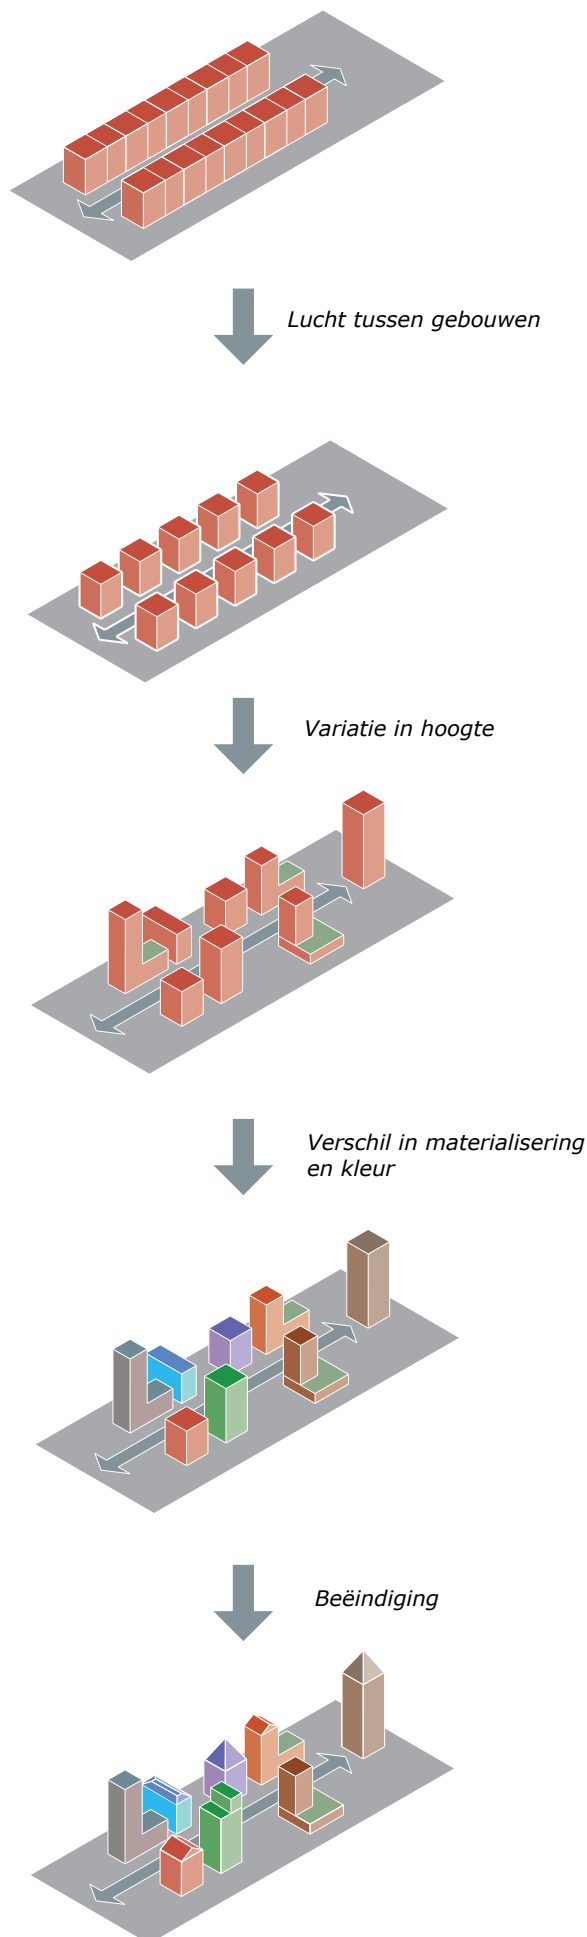 Lucht tussen gebouwen
Variatie in hoogte
Verschil in materialisering
en kleur
Beëindiging